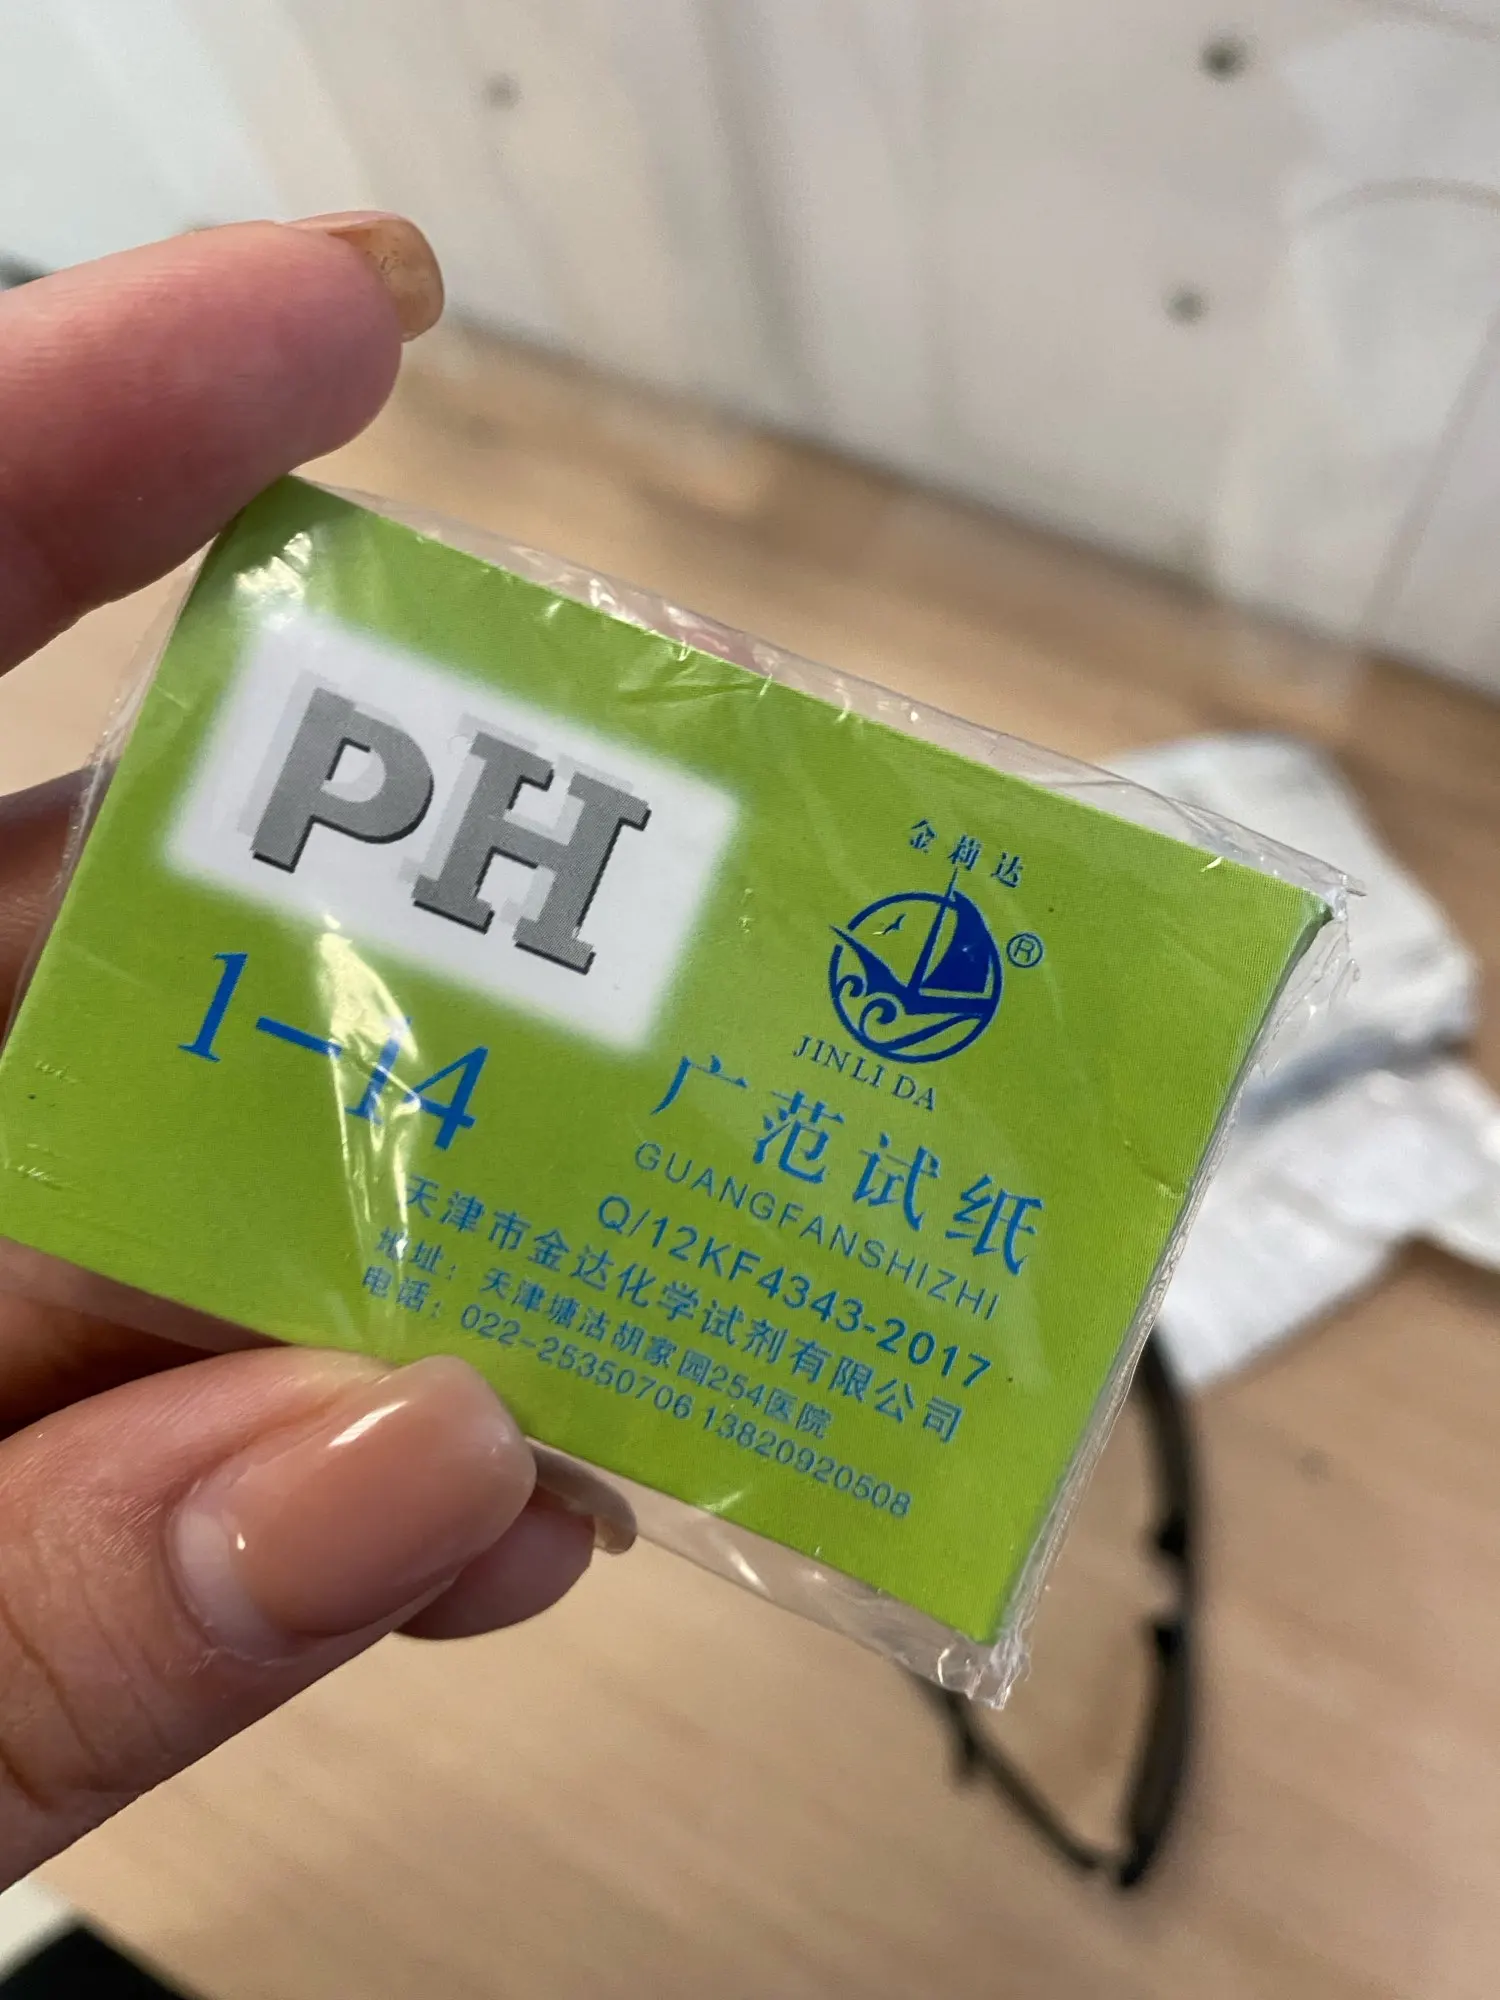 PH
1-14
金莉达
®
JINLI DA
广范试纸
GUANGFANSHIZHI
Q/12KF4343-2017
天津市金达化学试剂有限公司
地址：天津塘沽胡家园254医院
电话：022-25350706 13820920508